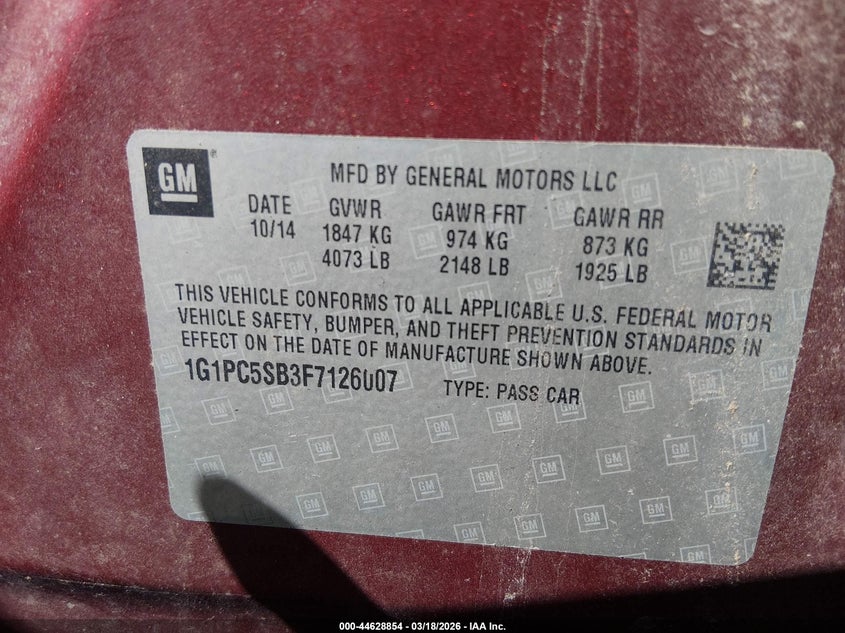 GM
MFD BY GENERAL MOTORS LLC
DATE GVWR GAWR FRT GAWR RR
10/14 1847 KG 974 KG 873 KG
4073 LB 2148 LB 1925 LB
THIS VEHICLE CONFORMS TO ALL APPLICABLE U.S. FEDERAL MOTOR
VEHICLE SAFETY, BUMPER, AND THEFT PREVENTION STANDARDS IN
EFFECT ON THE DATE OF MANUFACTURE SHOWN ABOVE.
1G1PC5SB3F7126007 TYPE: PASS CAR
000-44628854 / 03/18/2026 - IAA Inc.